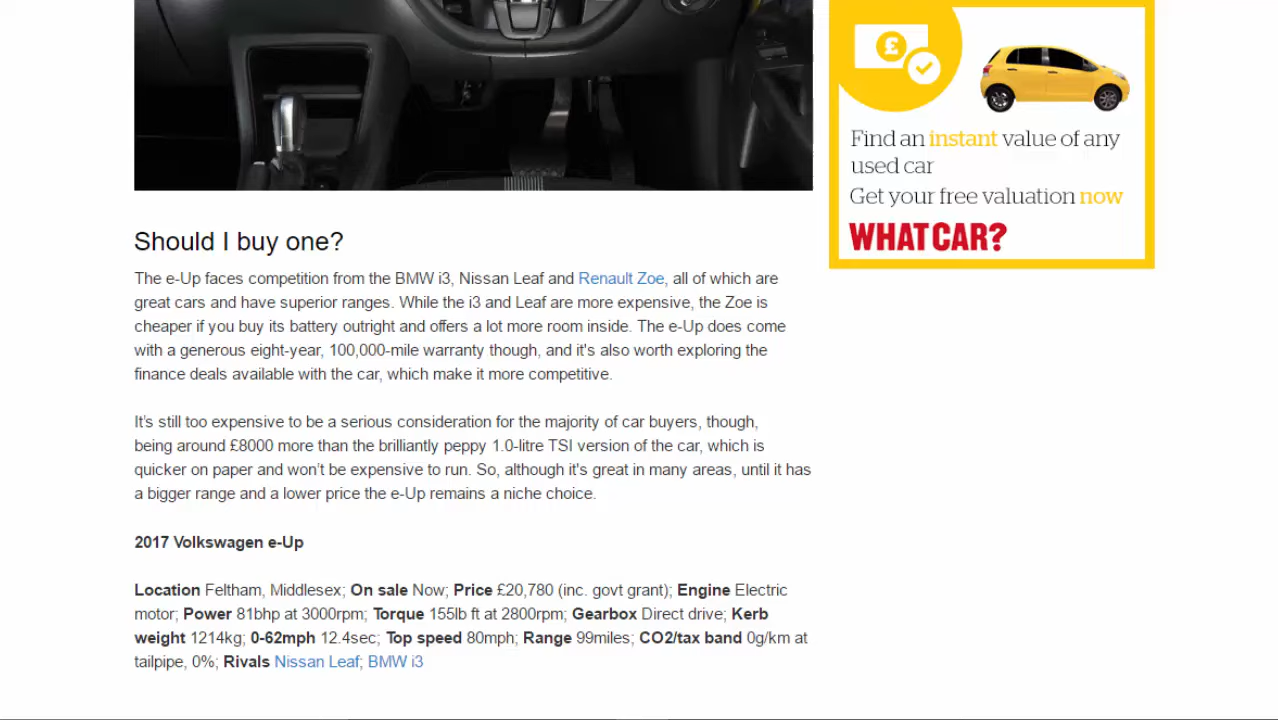 Find an instant value of any
used car
Get your free valuation now
WHAT CAR?
Should I buy one?
The e-Up faces competition from the BMW i3, Nissan Leaf and Renault Zoe, all of which are
great cars and have superior ranges. While the i3 and Leaf are more expensive, the Zoe is
cheaper if you buy its battery outright and offers a lot more room inside. The e-Up does come
with a generous eight-year, 100,000-mile warranty though, and it's also worth exploring the
finance deals available with the car, which make it more competitive.
It’s still too expensive to be a serious consideration for the majority of car buyers, though,
being around £8000 more than the brilliantly peppy 1.0-litre TSI version of the car, which is
quicker on paper and won’t be expensive to run. So, although it's great in many areas, until it has
a bigger range and a lower price the e-Up remains a niche choice.
2017 Volkswagen e-Up
Location Feltham, Middlesex; On sale Now; Price £20,780 (inc. govt grant); Engine Electric
motor; Power 81bhp at 3000rpm; Torque 155lb ft at 2800rpm; Gearbox Direct drive; Kerb
weight 1214kg; 0-62mph 12.4sec; Top speed 80mph; Range 99miles; CO2/tax band 0g/km at
tailpipe, 0%; Rivals Nissan Leaf; BMW i3